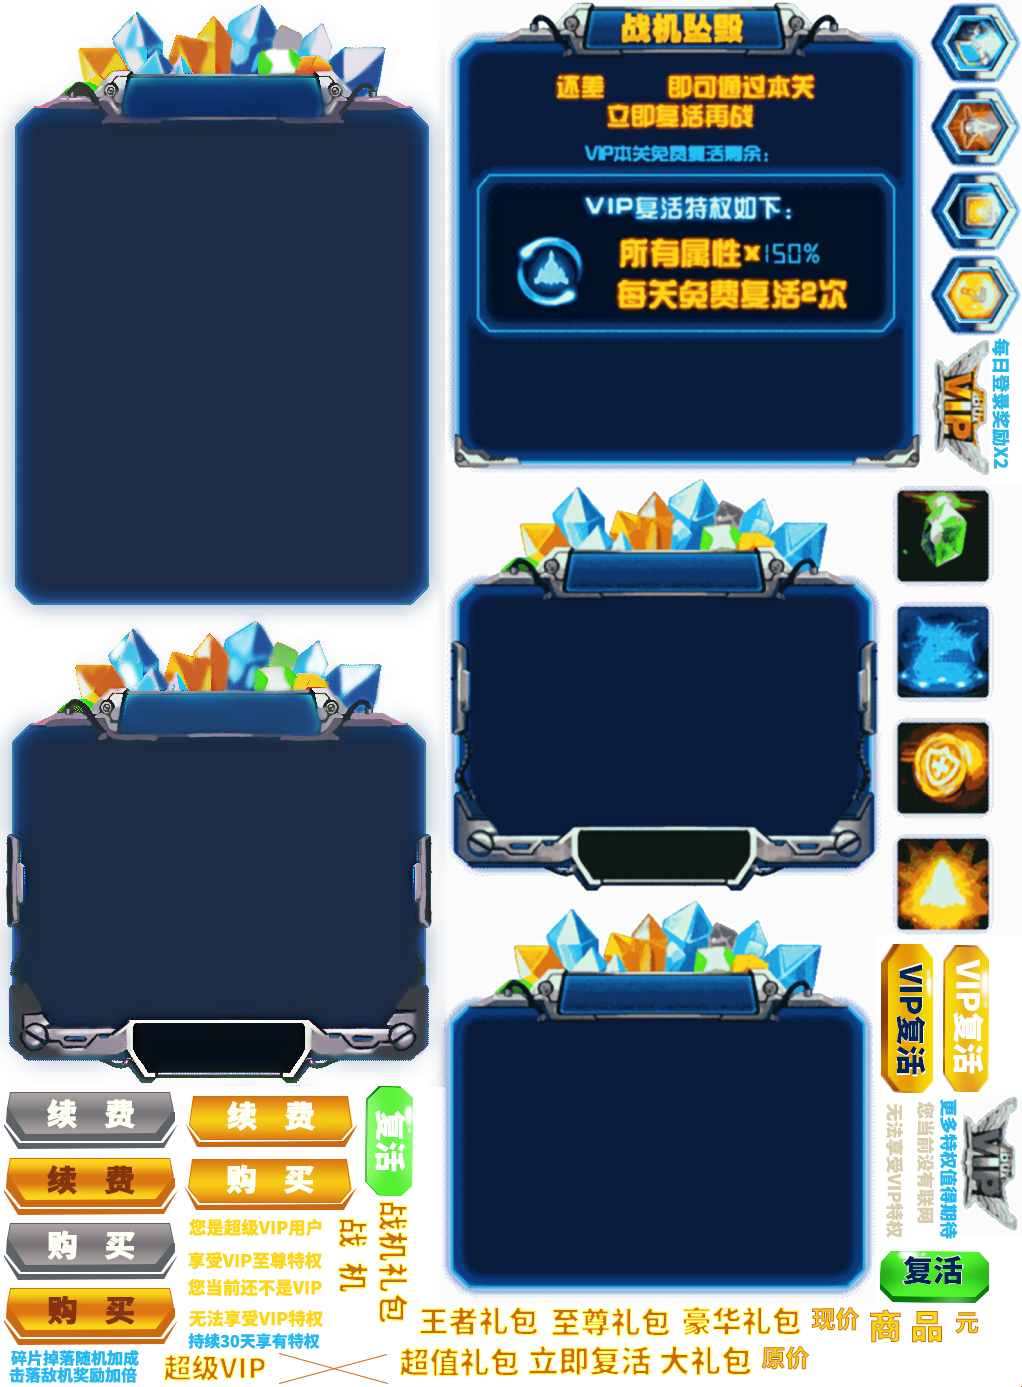 战机坠毁
还差 即可通过本关
立即复活再战
VIP本关免费复活剩余：
VIP复活特权如下：
所有属性x150%
每天免费复活2次
每日登录奖励X2
VIP
VIP复活
VIP复活
更多特权值得期待
您当前没有联网
无法享受VIP特权
VIP
复活
续 费
续 费
复活
续 费
购 买
购 买
购 买
您是超级VIP用户
享受VIP至尊特权
您当前还不是VIP
无法享受VIP特权
持续30天享有特权
战机
战机礼包
碎片掉落随机加成
击落敌机奖励加倍
超级VIP
王者礼包 至尊礼包 豪华礼包 现价 商品 元
超值礼包 立即复活 大礼包 原价